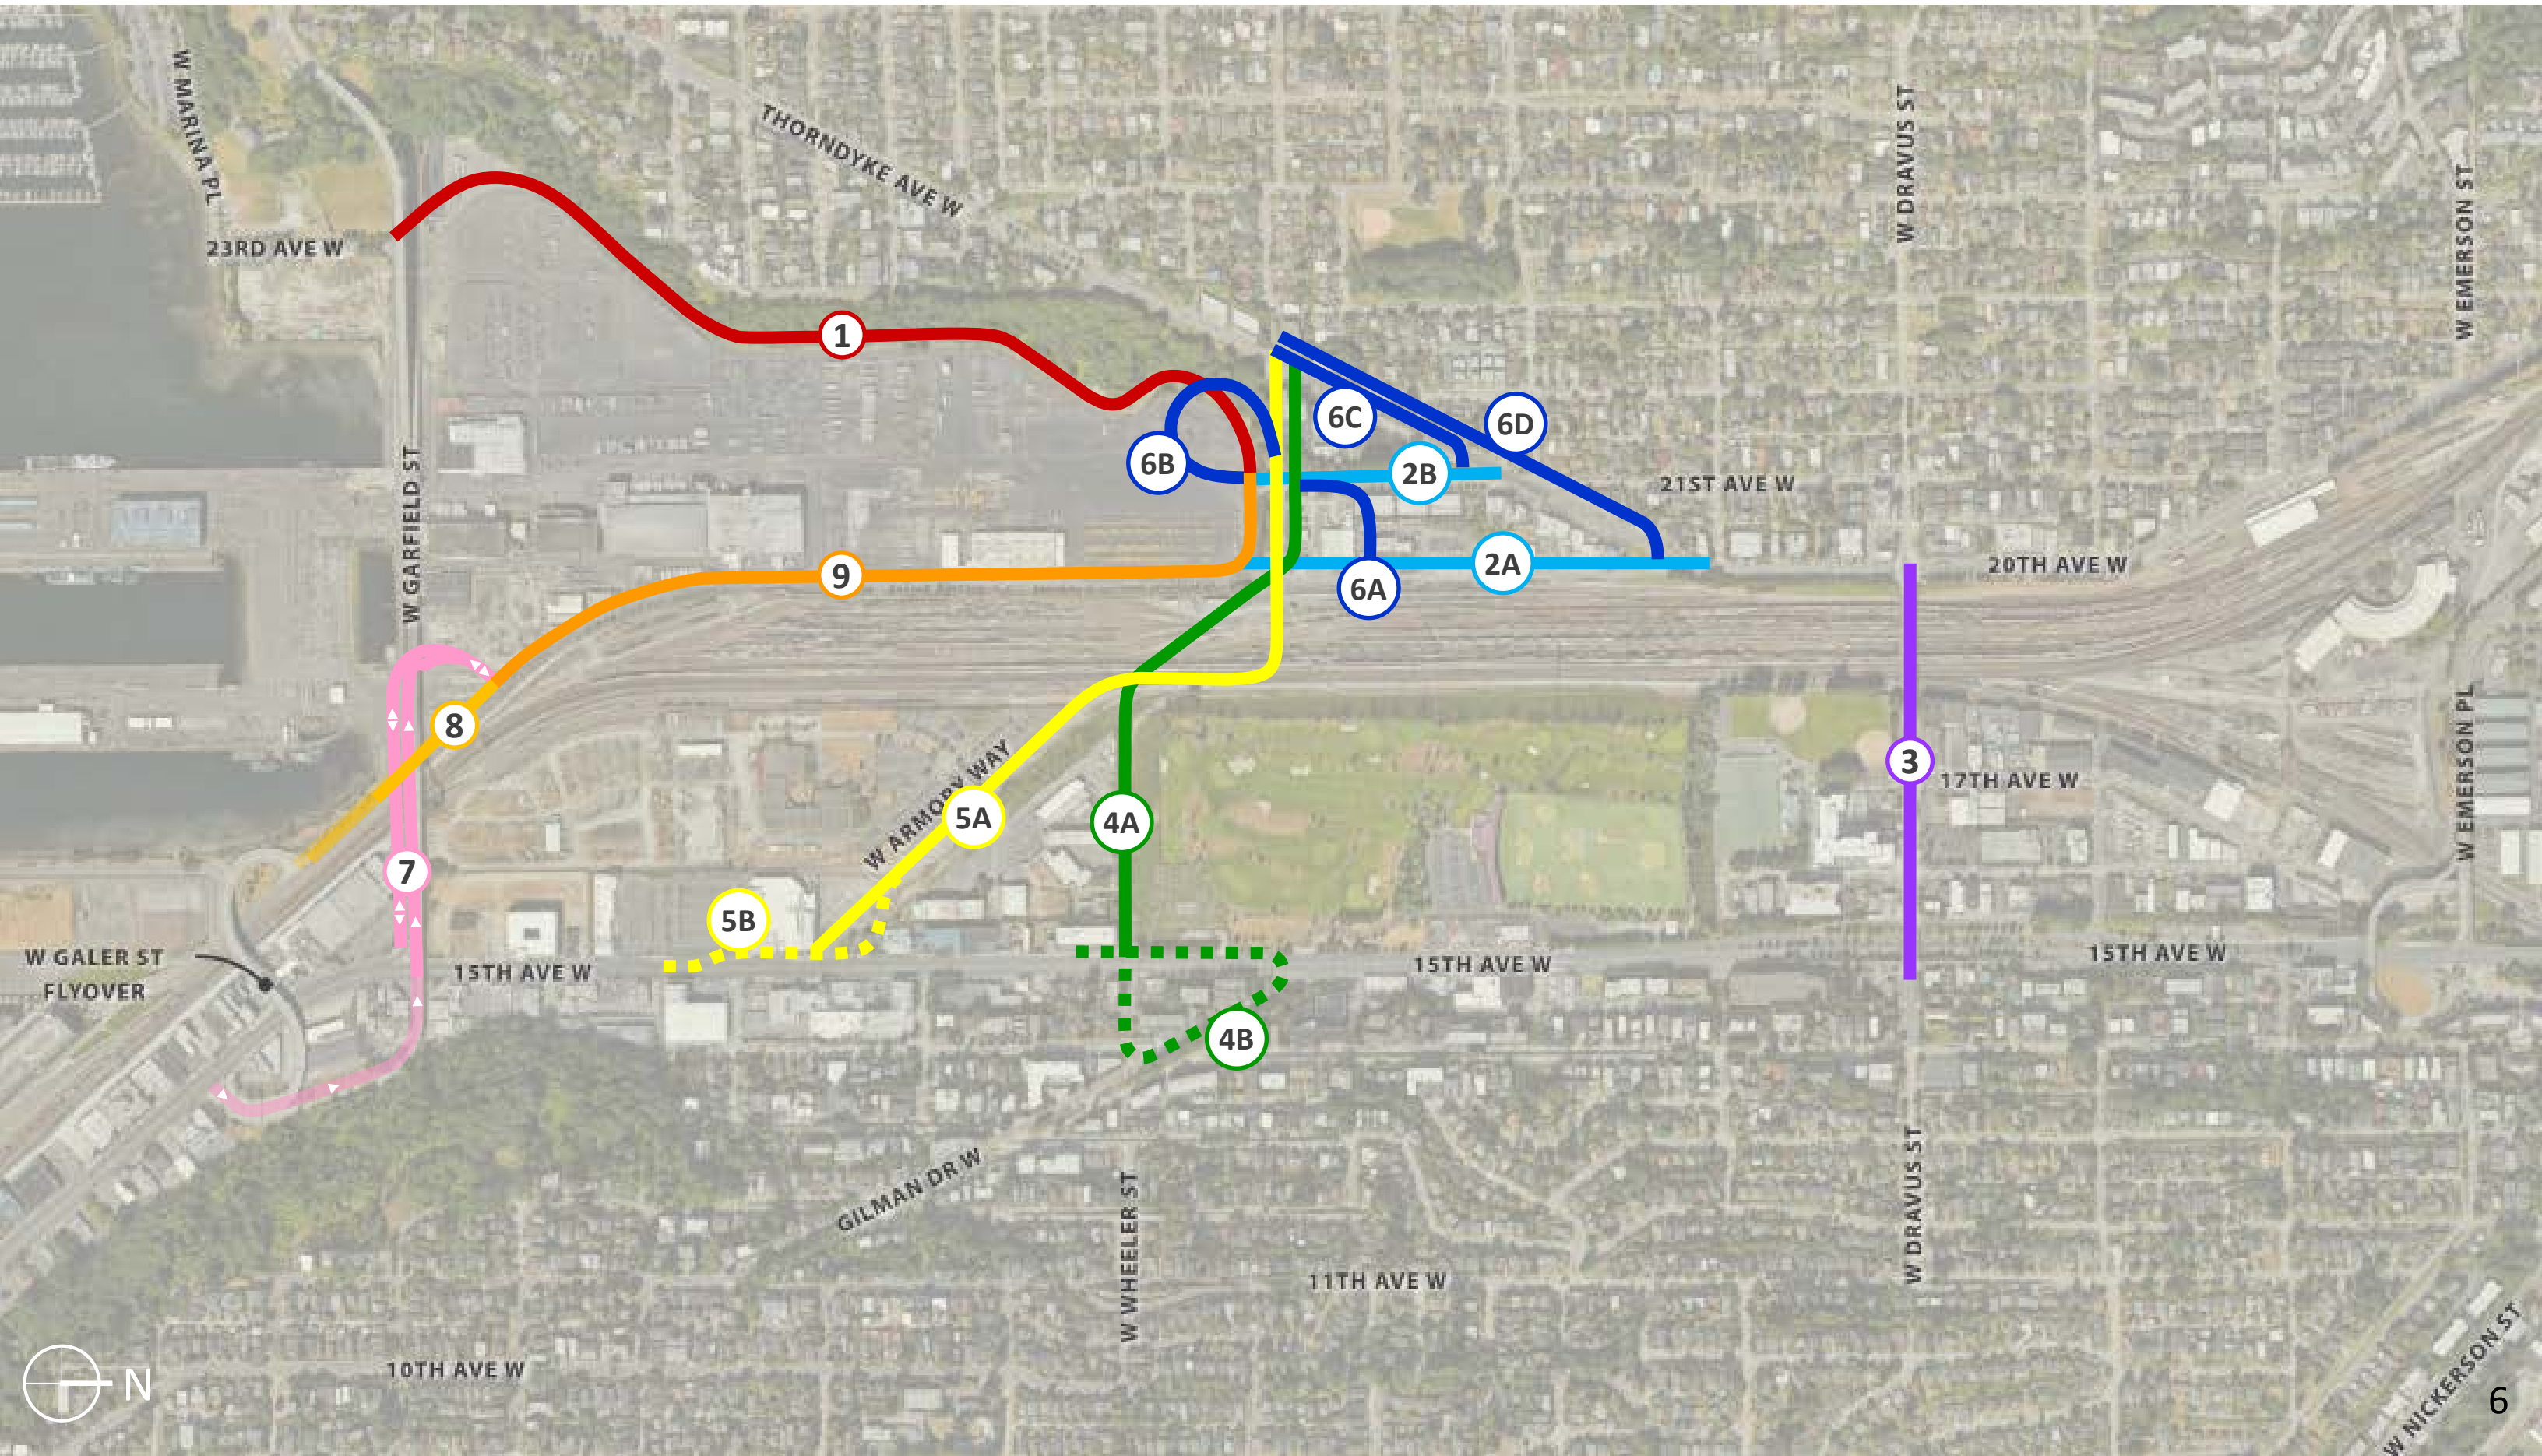 W MARINA PL
THORNDYKE AVE W
W DRAVUS ST
W EMERSON ST
23RD AVE W
1
6C
6D
6B
2B
21ST AVE W
W GARFIELD ST
9
2A
6A
20TH AVE W
8
3
17TH AVE W
W EMERSON PL
W ARMORY WAY
5A
4A
7
5B
W GALER ST
FLYOVER
15TH AVE W
15TH AVE W
15TH AVE W
4B
GILMAN DR W
W WHEELER ST
W DRAVUS ST
11TH AVE W
10TH AVE W
N
W NICKERSON ST
6